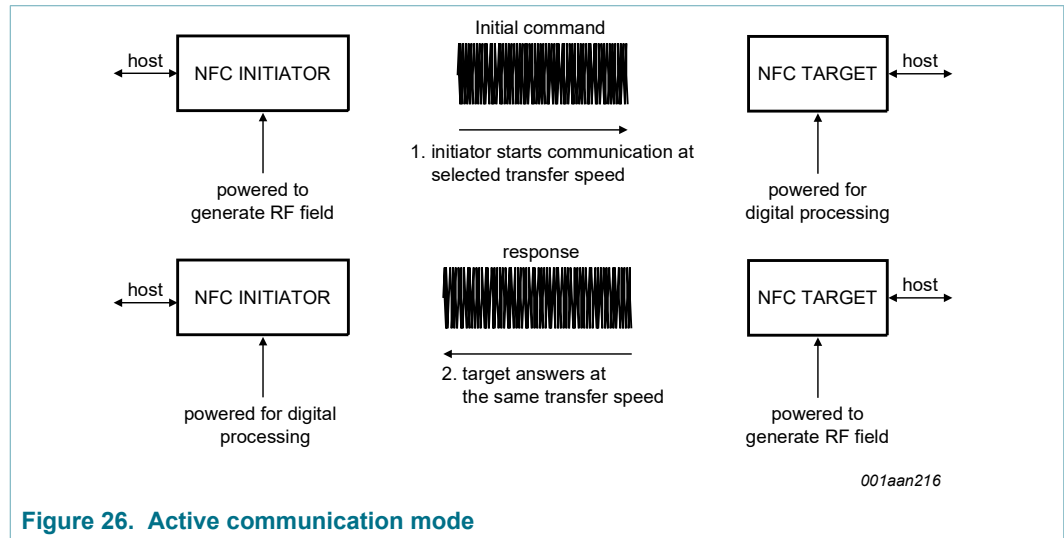 Initial command
host
NFC INITIATOR
NFC TARGET
host
1. initiator starts communication at
selected transfer speed
powered to
generate RF field
powered for
digital processing
response
host
NFC INITIATOR
NFC TARGET
host
2. target answers at
the same transfer speed
powered for digital
processing
powered to
generate RF field
001aan216
Figure 26. Active communication mode